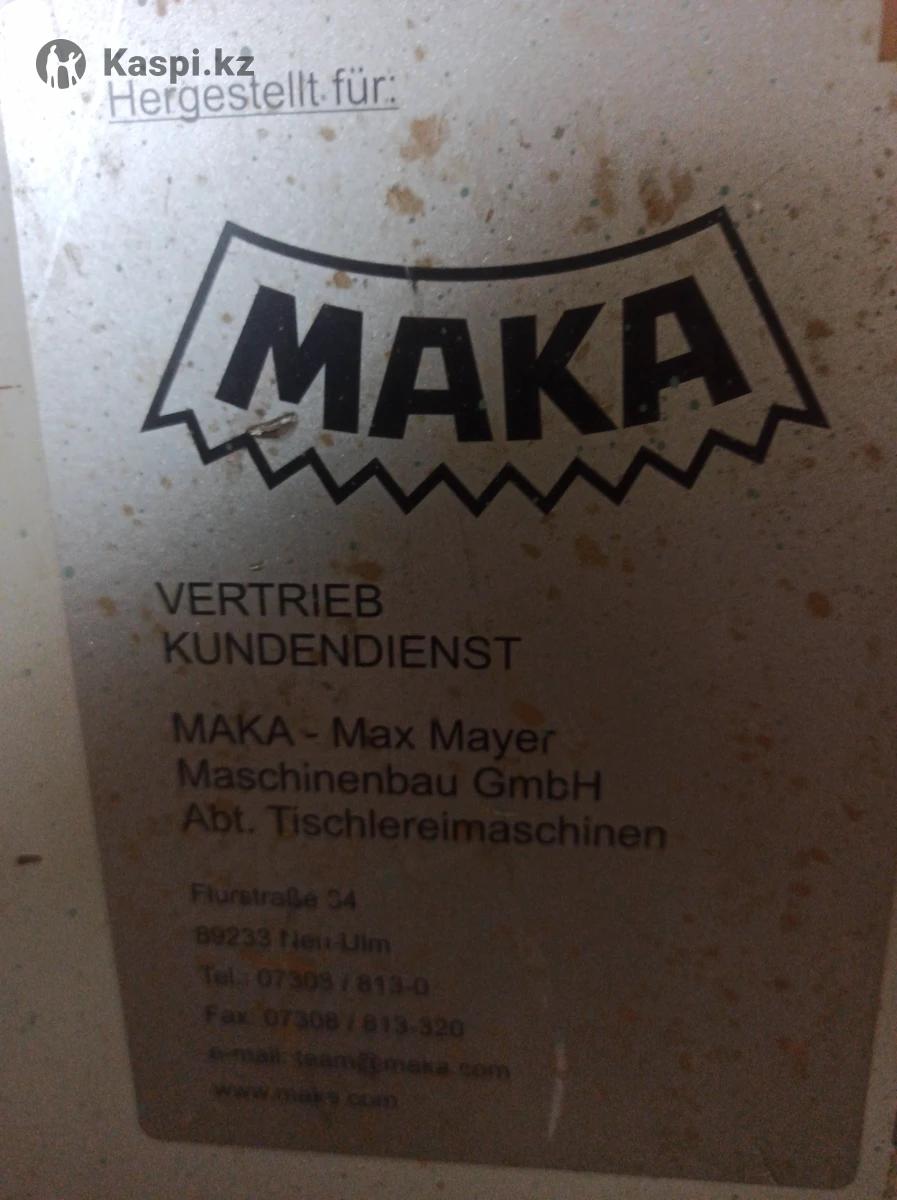 Kaspi.kz
Hergestellt für:
MAKA
VERTRIEB
KUNDENDIENST
MAKA - Max Mayer
Maschinenbau GmbH
Abt. Tischlereimaschinen
Flurstraße 34
89233 Neu-Ulm
Tel.: 07308 / 813-0
Fax: 07308 / 813-320
e-mail: team@maka.com
www.maka.com